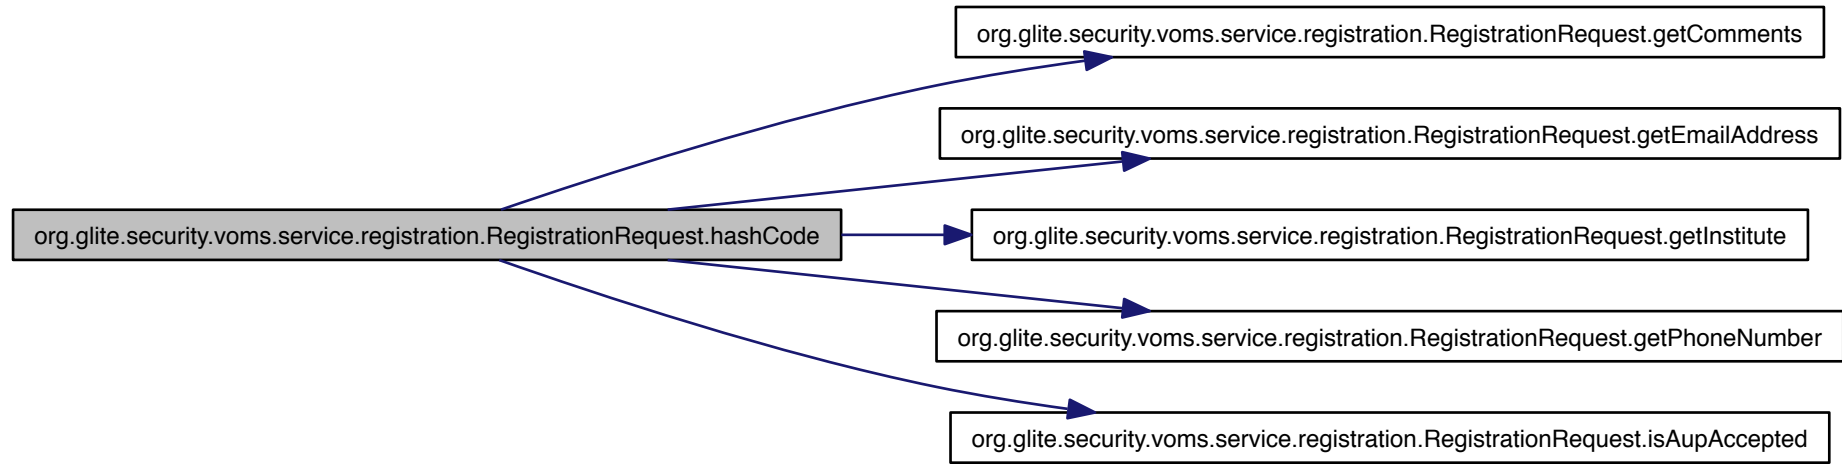 org.glite.security.voms.service.registration.RegistrationRequest.getComments
org.glite.security.voms.service.registration.RegistrationRequest.getEmailAddress
org.glite.security.voms.service.registration.RegistrationRequest.hashCode
org.glite.security.voms.service.registration.RegistrationRequest.getInstitute
org.glite.security.voms.service.registration.RegistrationRequest.getPhoneNumber
org.glite.security.voms.service.registration.RegistrationRequest.isAupAccepted